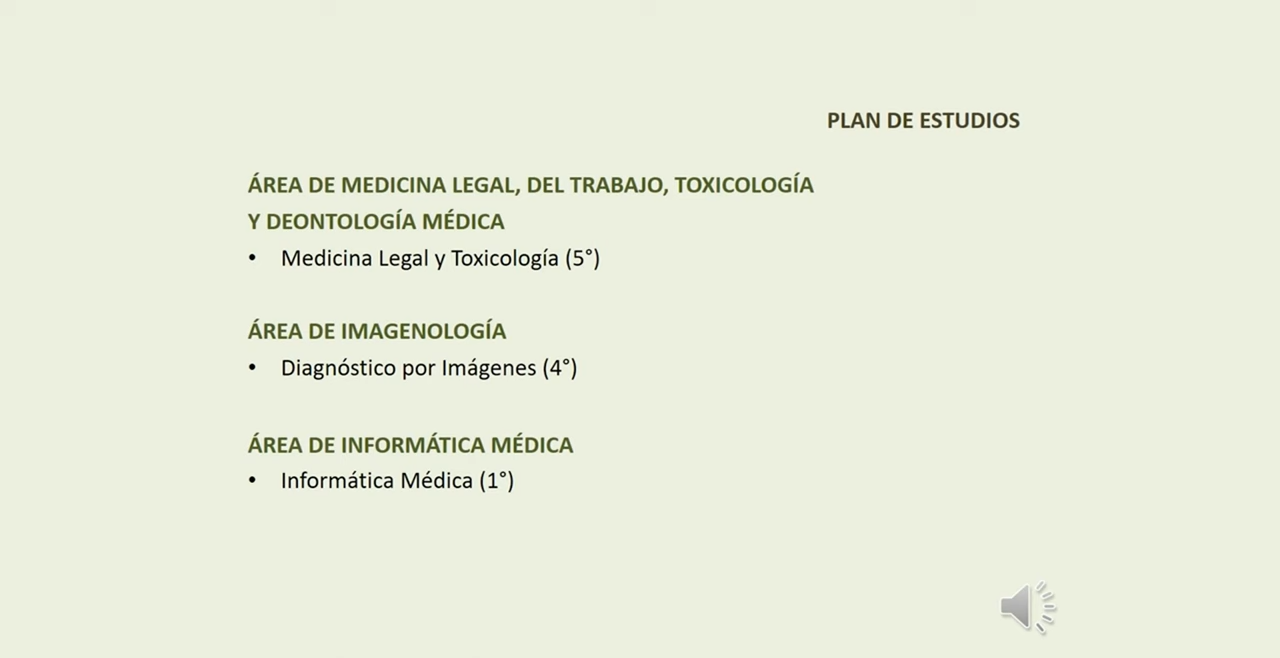 PLAN DE ESTUDIOS
ÁREA DE MEDICINA LEGAL, DEL TRABAJO, TOXICOLOGÍA
Y DEONTOLOGÍA MÉDICA
• Medicina Legal y Toxicología (5°)
ÁREA DE IMAGENOLOGÍA
• Diagnóstico por Imágenes (4°)
ÁREA DE INFORMÁTICA MÉDICA
• Informática Médica (1°)